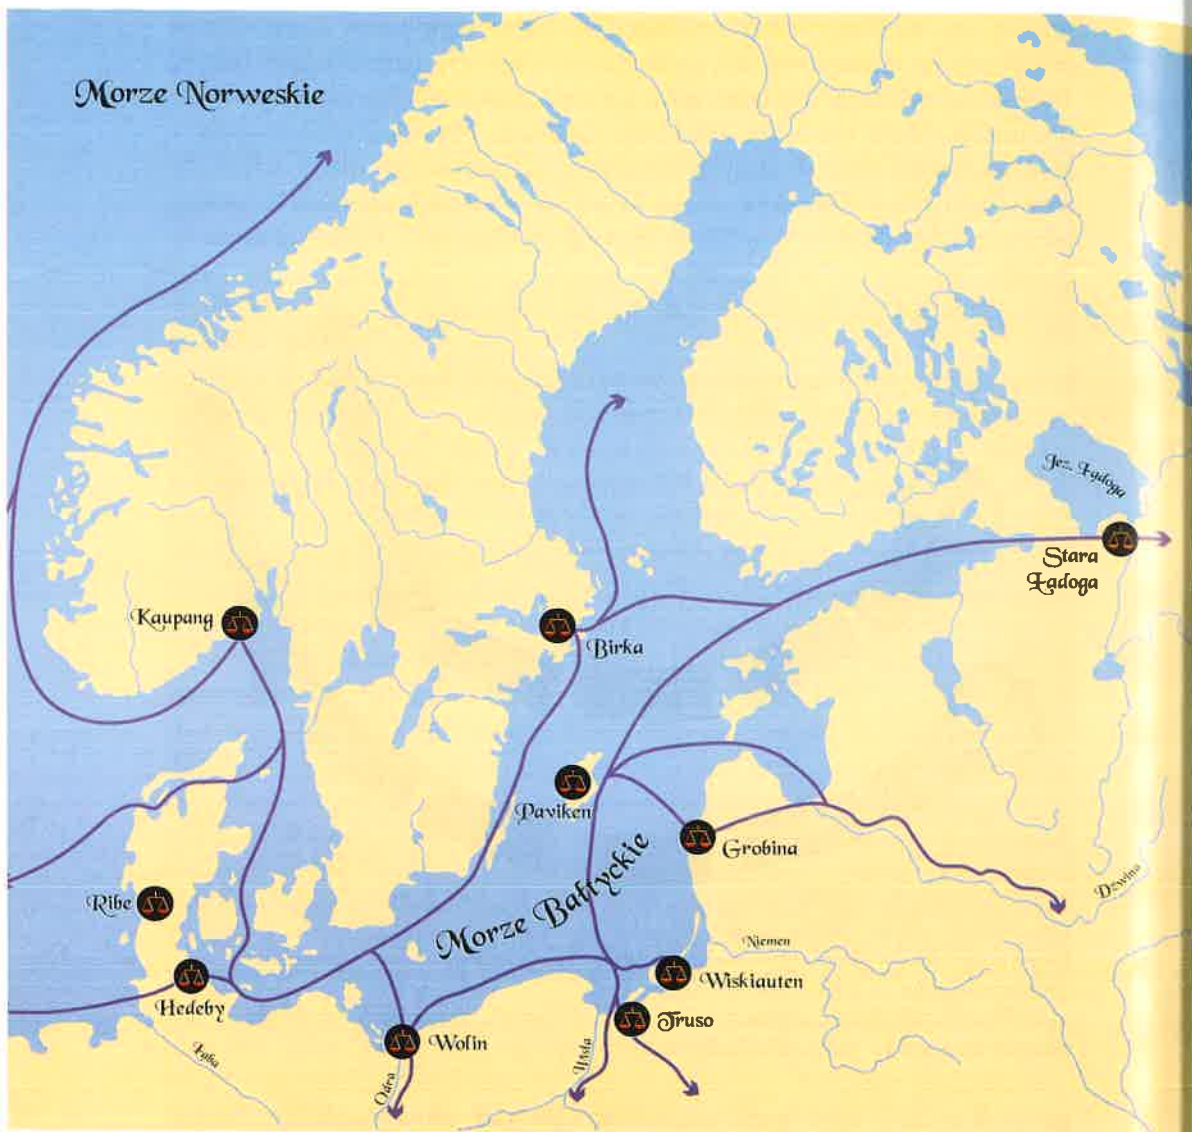 Morze Norweskie
Jez. Ładoga
Stara
Ładoga
Kaupang
Birka
Paviken
Grobina
Morze Bałtyckie
Dzwina
Ribe
Niemen
Wiskiauten
Hedeby
Truso
Wolin
Łaba
Odra
Wisła